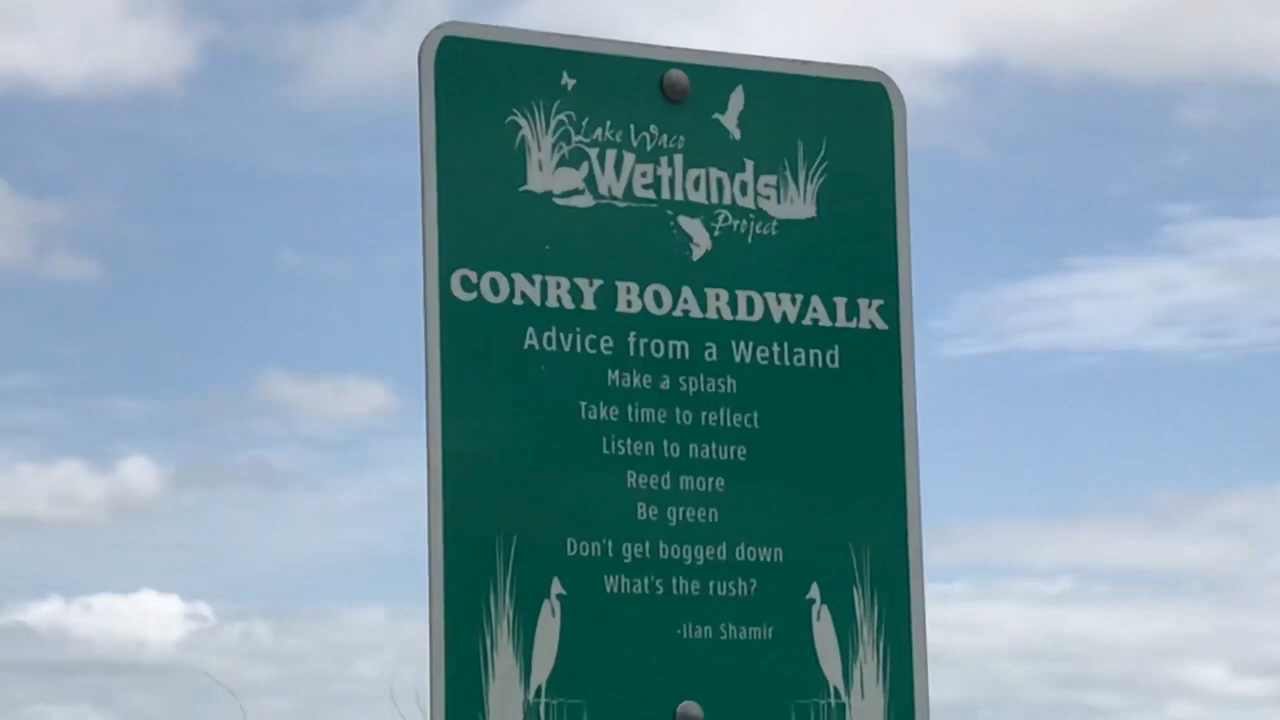 Lake Waco
Wetlands
Project
CONRY BOARDWALK
Advice from a Wetland
Make a splash
Take time to reflect
Listen to nature
Reed more
Be green
Don't get bogged down
What's the rush?
-Ilan Shamir